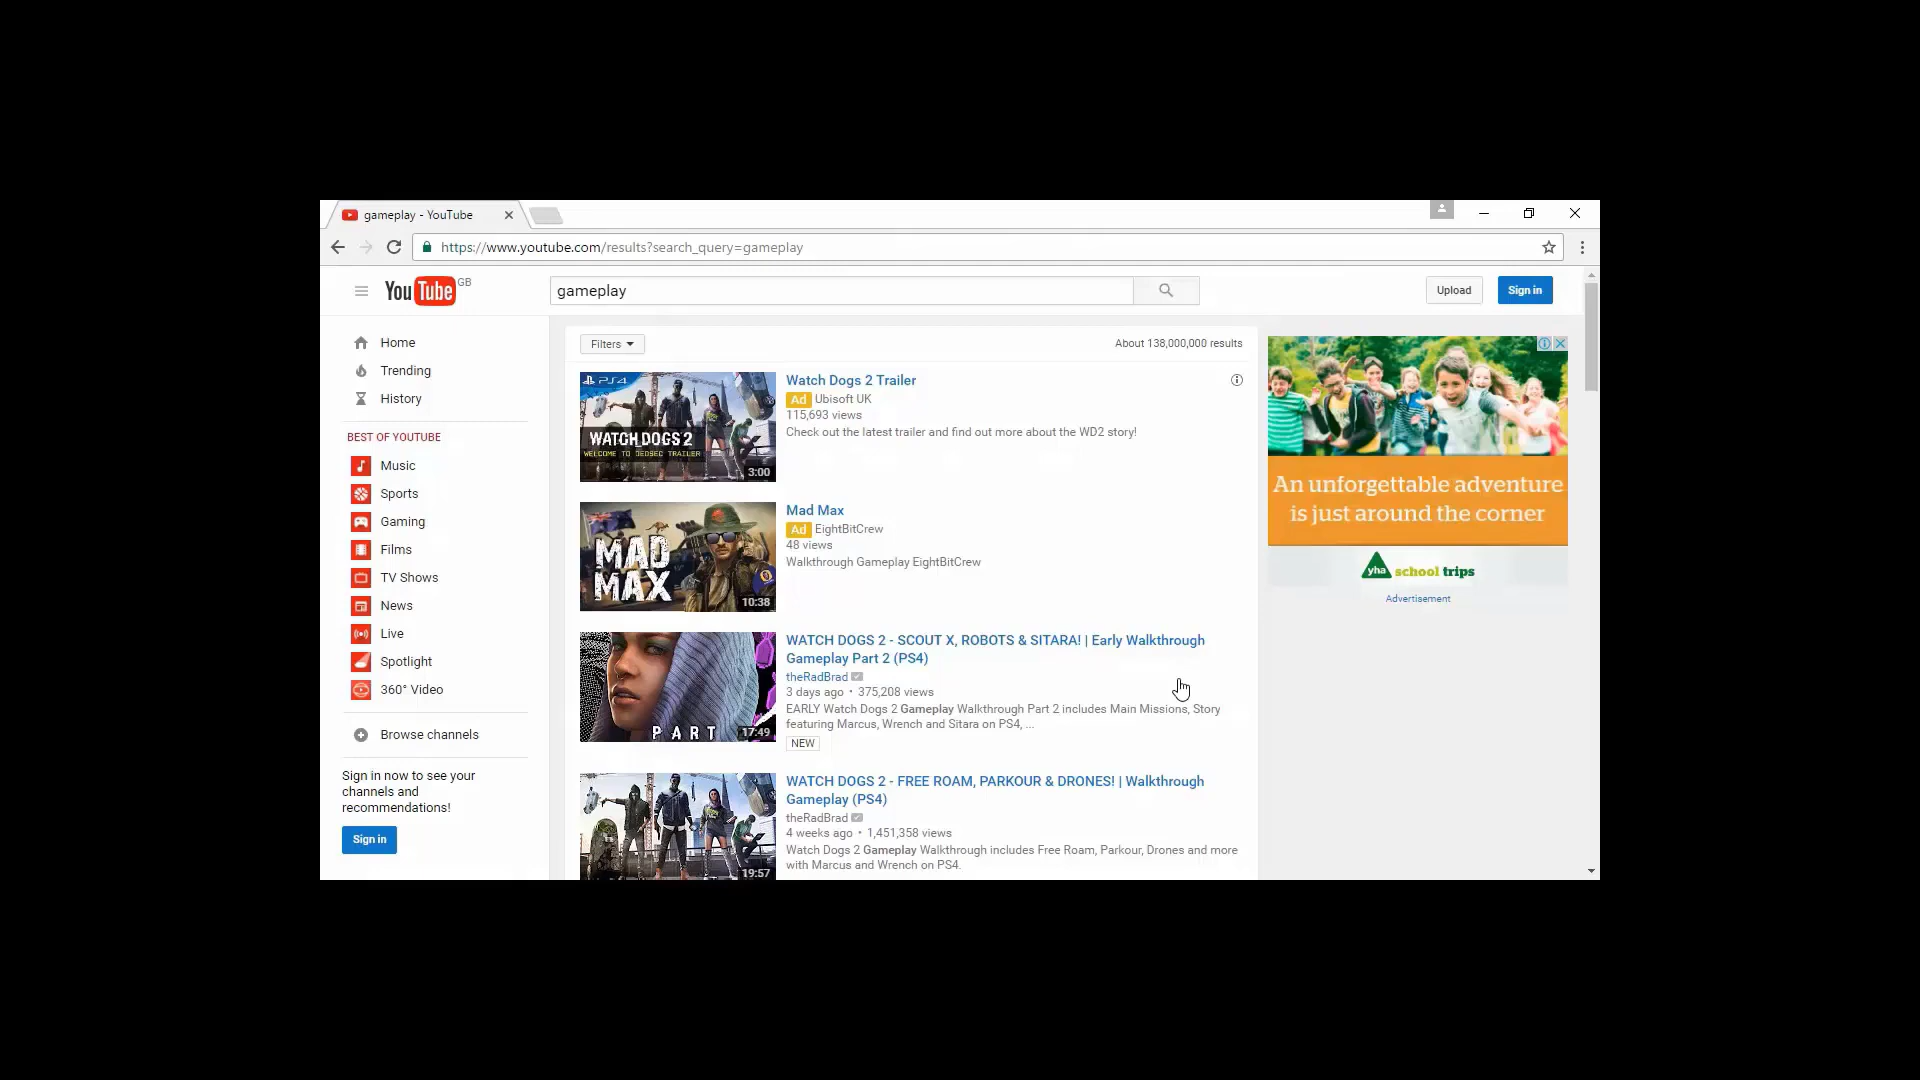 gameplay - YouTube
https://www.youtube.com/results?search_query=gameplay
YouTube GB
gameplay
Upload
Sign in
Home
Trending
History
BEST OF YOUTUBE
Music
Sports
Gaming
Films
TV Shows
News
Live
Spotlight
360° Video
Browse channels
Sign in now to see your
channels and
recommendations!
Sign in
Filters
About 138,000,000 results
PS4
WATCH DOGS 2
WELCOME TO DEDSEC TRAILER
3:00
Watch Dogs 2 Trailer
Ad Ubisoft UK
115,693 views
Check out the latest trailer and find out more about the WD2 story!
MAD
MAX
10:38
Mad Max
Ad EightBitCrew
48 views
Walkthrough Gameplay EightBitCrew
PART
17:49
WATCH DOGS 2 - SCOUT X, ROBOTS & SITARA! | Early Walkthrough
Gameplay Part 2 (PS4)
theRadBrad
3 days ago • 375,208 views
EARLY Watch Dogs 2 Gameplay Walkthrough Part 2 includes Main Missions, Story
featuring Marcus, Wrench and Sitara on PS4, ...
NEW
19:57
WATCH DOGS 2 - FREE ROAM, PARKOUR & DRONES! | Walkthrough
Gameplay (PS4)
theRadBrad
4 weeks ago • 1,451,358 views
Watch Dogs 2 Gameplay Walkthrough includes Free Roam, Parkour, Drones and more
with Marcus and Wrench on PS4.
An unforgettable adventure
is just around the corner
yha school trips
Advertisement